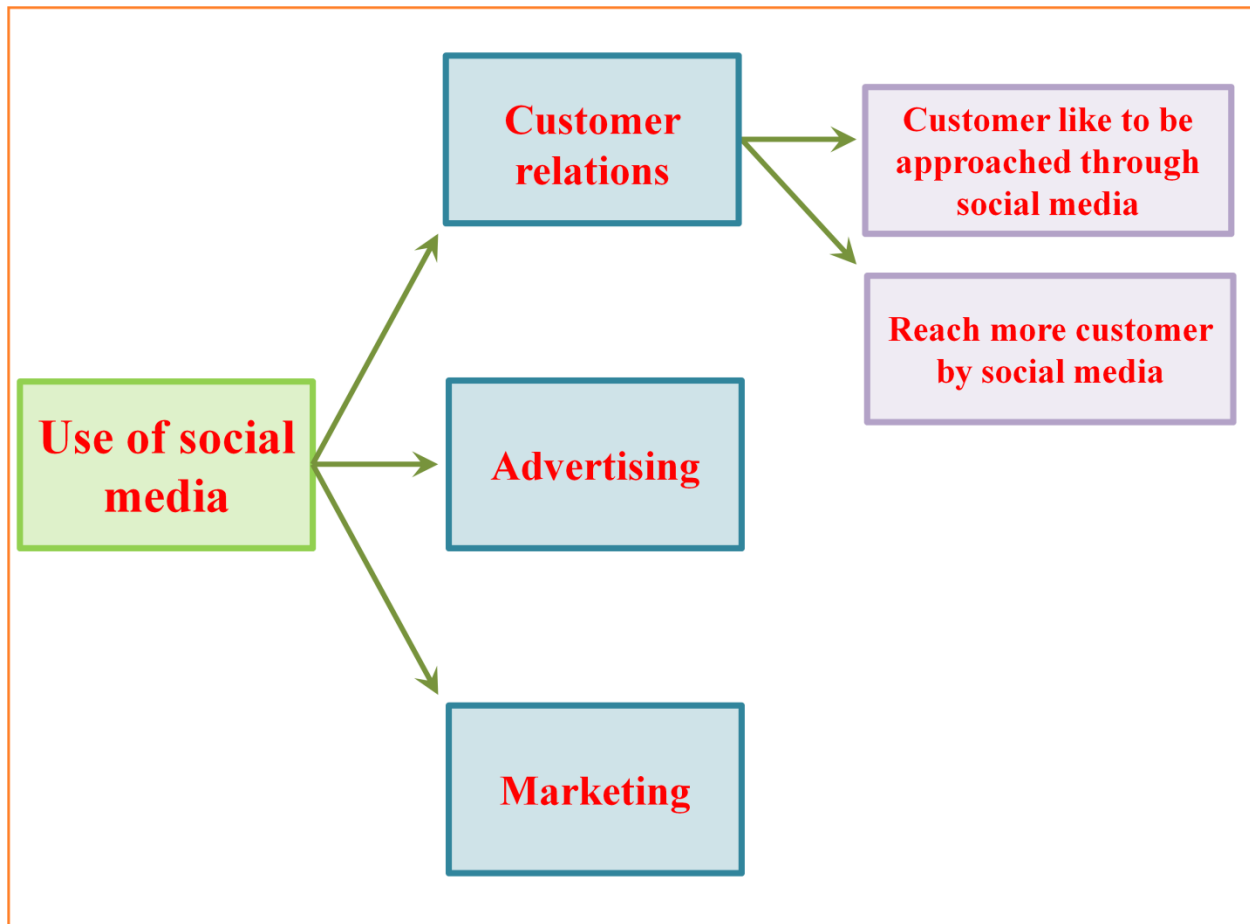 Customer
relations
Customer like to be
approached through
social media
Reach more customer
by social media
Use of social
media
Advertising
Marketing